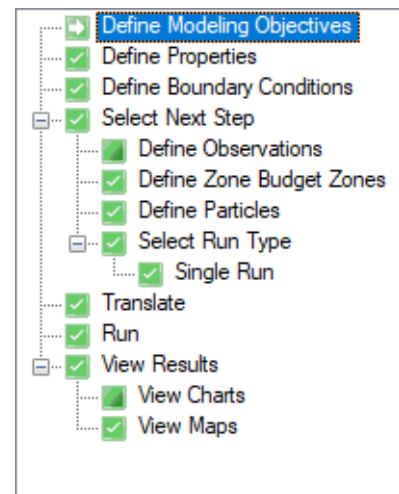 Define Modeling Objectives
Define Properties
Define Boundary Conditions
Select Next Step
Define Observations
Define Zone Budget Zones
Define Particles
Select Run Type
Single Run
Translate
Run
View Results
View Charts
View Maps